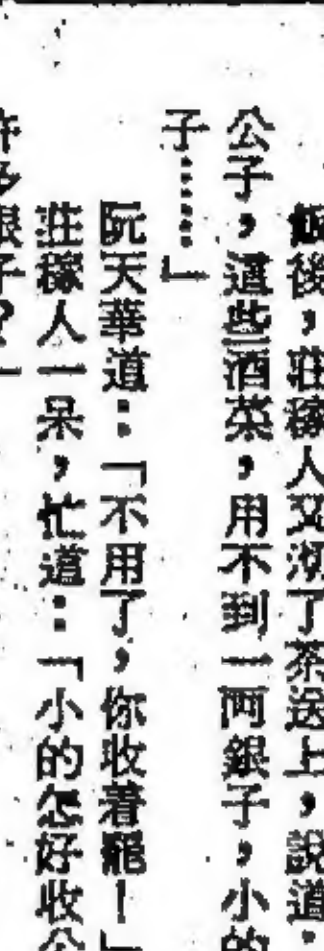 飯後，莊稼人又沏了茶送上，說道：
公子，這些酒菜，用不到一兩銀子，小的
子……」
阮天華道：「不用了，你收着罷！」
莊稼人一呆，忙道：「小的怎好收公
許多銀子？」